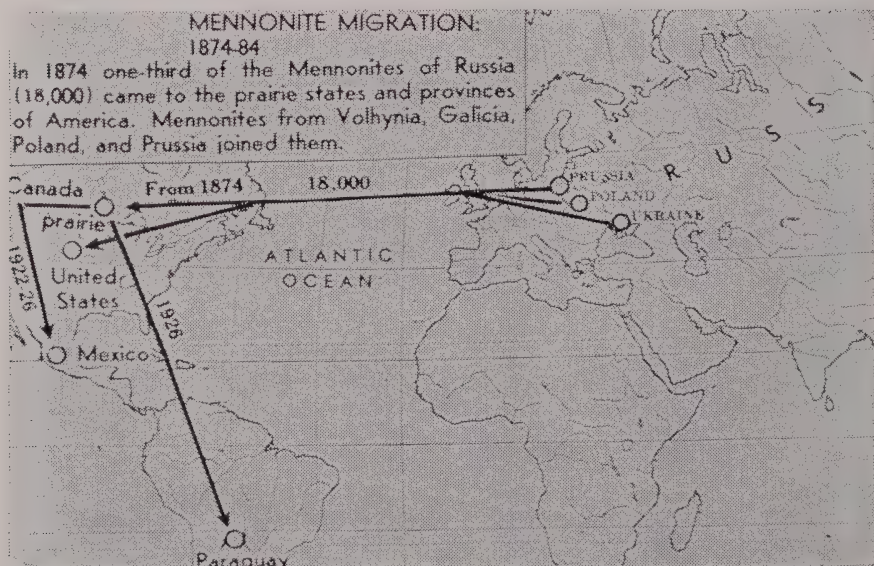 MENNONITE MIGRATION:
1874-84
In 1874 one-third of the Mennonites of Russia
(18,000) came to the prairie states and provinces
of America. Mennonites from Volhynia, Galicia,
Poland, and Prussia joined them.
RUSS
PRUSSIA
POLAND
UKRAINE
Canada
From 1874
18.000
prairie
ATLANTIC
OCEAN
United
States
1922-26
1926
Mexico
Paraguay